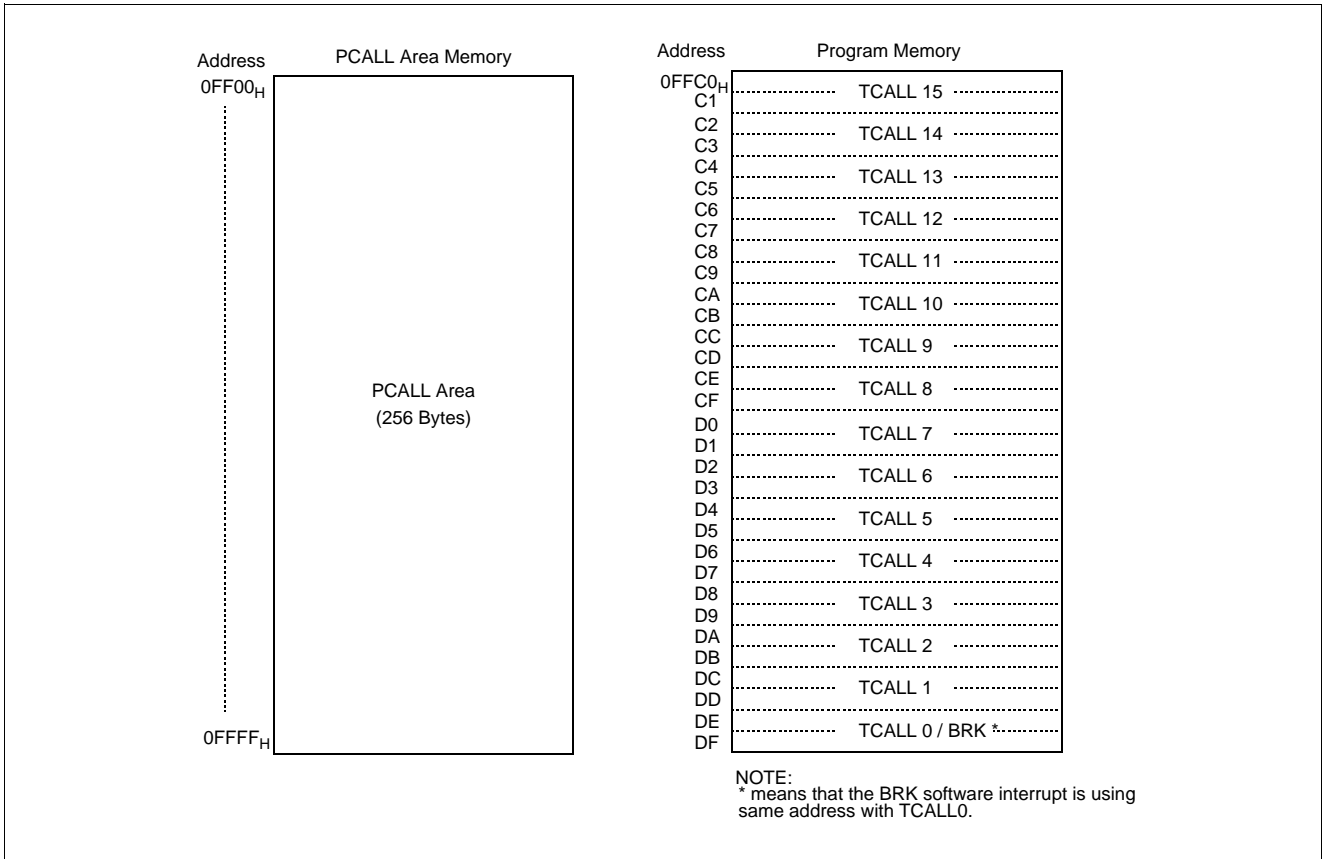 Address
PCALL Area Memory
0FF00H
PCALL Area
(256 Bytes)
0FFFFH
Address
Program Memory
0FFC0H
C1
TCALL 15
C2
TCALL 14
C3
C4
TCALL 13
C5
C6
TCALL 12
C7
C8
TCALL 11
C9
CA
TCALL 10
CB
CC
TCALL 9
CD
CE
TCALL 8
CF
D0
TCALL 7
D1
D2
TCALL 6
D3
D4
TCALL 5
D5
D6
TCALL 4
D7
D8
TCALL 3
D9
DA
TCALL 2
DB
DC
TCALL 1
DD
DE
TCALL 0 / BRK *
DF
NOTE:
* means that the BRK software interrupt is using
same address with TCALL0.